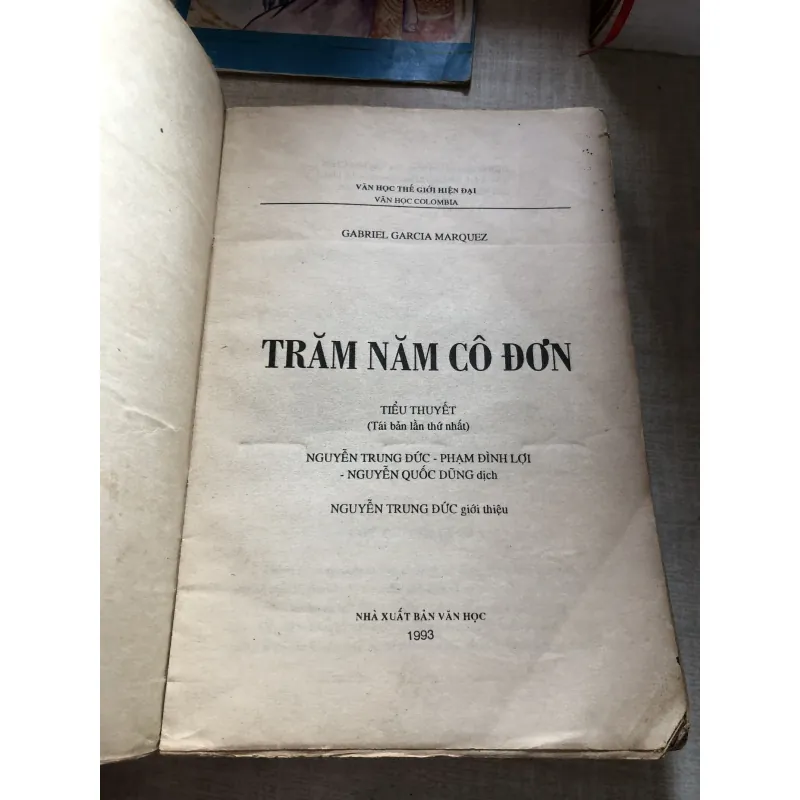 VĂN HỌC THẾ GIỚI HIỆN ĐẠI
VĂN HỌC COLOMBIA
GABRIEL GARCIA MARQUEZ
TRĂM NĂM CÔ ĐƠN
TIỂU THUYẾT
(Tái bản lần thứ nhất)
NGUYỄN TRUNG ĐỨC - PHẠM ĐÌNH LỢI
- NGUYỄN QUỐC DŨNG dịch
NGUYỄN TRUNG ĐỨC giới thiệu
NHÀ XUẤT BẢN VĂN HỌC
1993